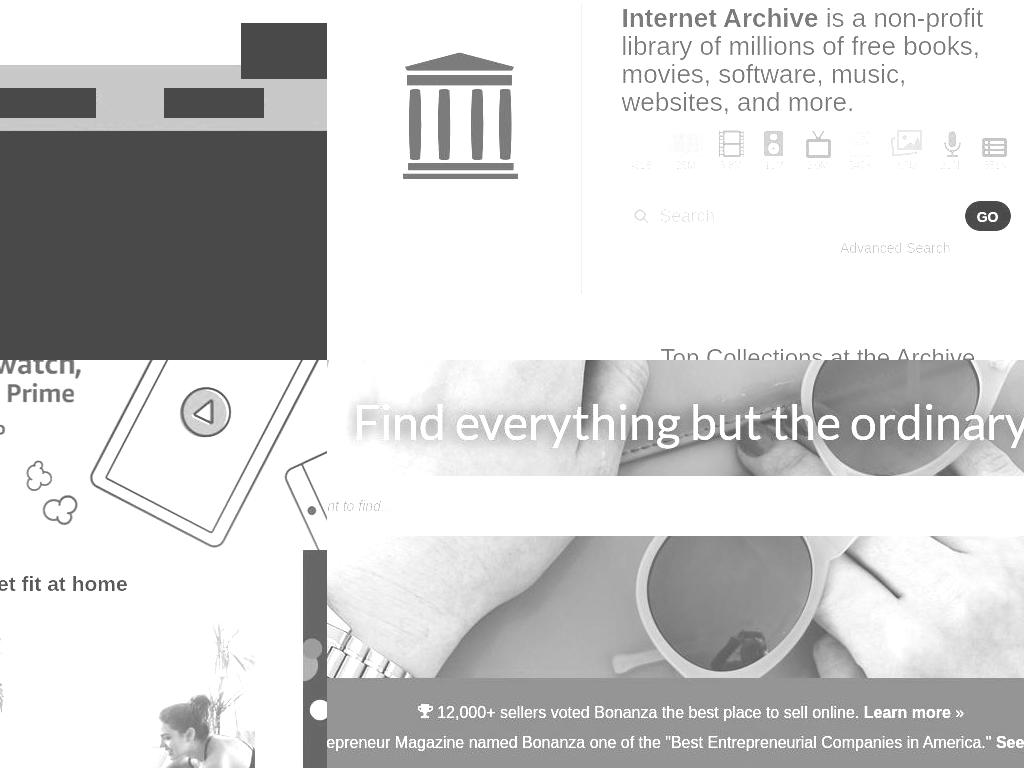 Internet Archive is a non-profit
library of millions of free books,
movies, software, music,
websites, and more.
Search
GO
Advanced Search
Top Collections at the Archive
watch,
Prime
Find everything but the ordinary
nt to find
et fit at home
12,000+ sellers voted Bonanza the best place to sell online. Learn more »
epreneur Magazine named Bonanza one of the "Best Entrepreneurial Companies in America." See